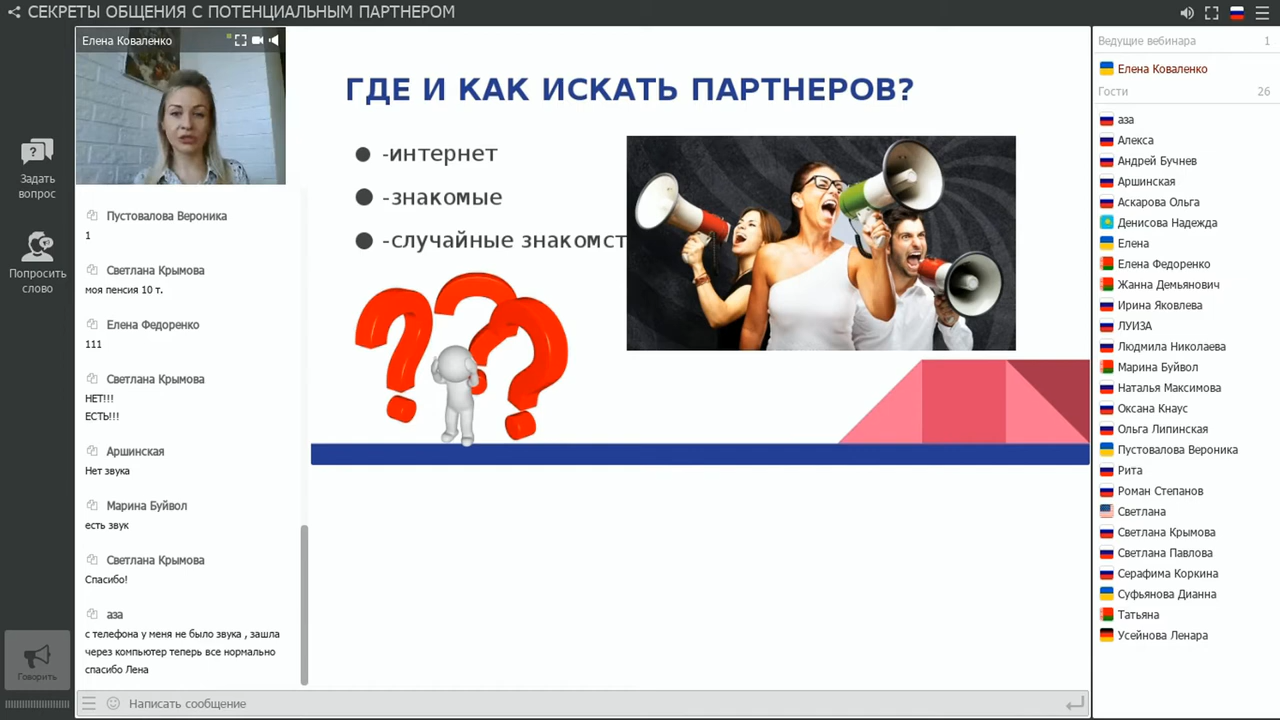 СЕКРЕТЫ ОБЩЕНИЯ С ПОТЕНЦИАЛЬНЫМ ПАРТНЕРОМ
Елена Коваленко
Задать
вопрос
Попросить
слово
Говорить
Пустовалова Вероника
1
Светлана Крымова
моя пенсия 10 т.
Елена Федоренко
111
Светлана Крымова
НЕТ!!!
ЕСТЬ!!!
Аршинская
Нет звука
Марина Буйвол
есть звук
Светлана Крымова
Спасибо!
аза
с телефона у меня не было звука , зашла
через компьютер теперь все нормально
спасибо Лена
Написать сообщение
ГДЕ И КАК ИСКАТЬ ПАРТНЕРОВ?
-интернет
-знакомые
-случайные знакомст
Ведущие вебинара 1
Елена Коваленко
Гости 26
аза
Алекса
Андрей Бучнев
Аршинская
Аскарова Ольга
Денисова Надежда
Елена
Елена Федоренко
Жанна Демьянович
Ирина Яковлева
ЛУИЗА
Людмила Николаева
Марина Буйвол
Наталья Максимова
Оксана Кнаус
Ольга Липинская
Пустовалова Вероника
Рита
Роман Степанов
Светлана
Светлана Крымова
Светлана Павлова
Серафима Коркина
Суфьянова Дианна
Татьяна
Усейнова Ленара